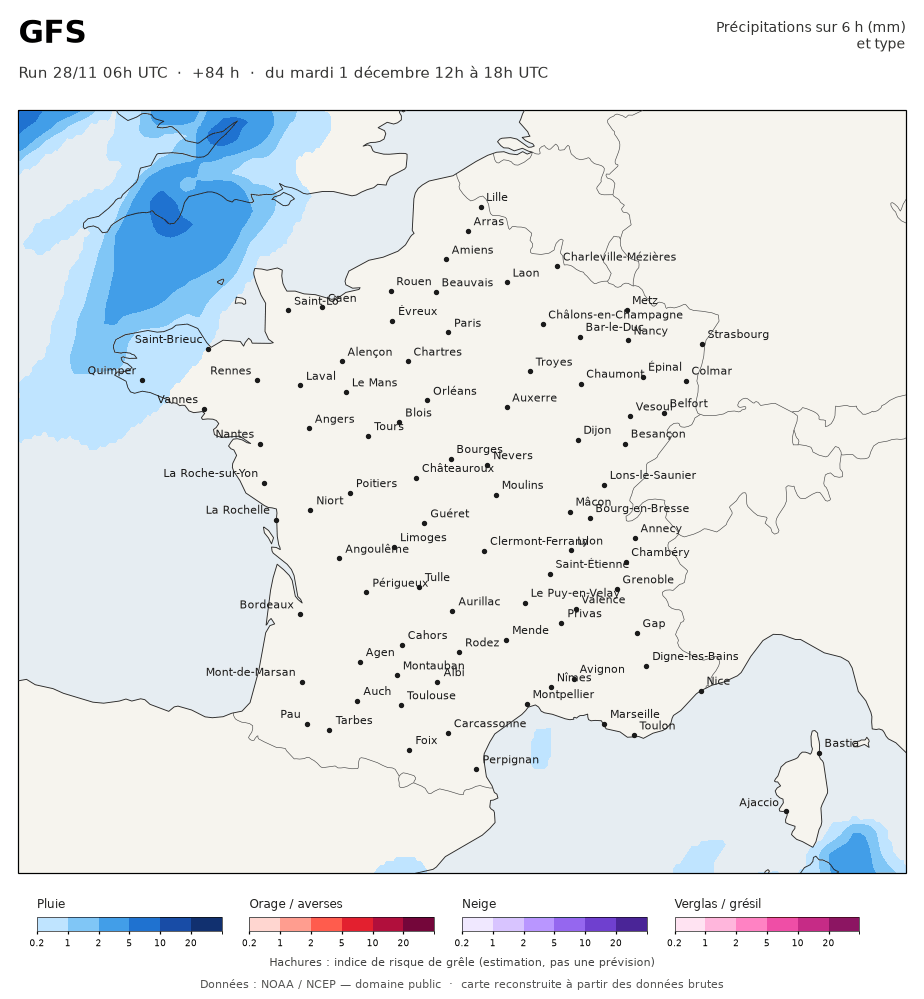 GFS
Précipitations sur 6 h (mm)
et type
Run 28/11 06h UTC · +84 h · du mardi 1 décembre 12h à 18h UTC
Lille
Arras
Amiens
Charleville-Mézières
Laon
Rouen
Beauvais
Saint-Lô
Caen
Metz
Évreux
Châlons-en-Champagne
Bar-le-Duc
Nancy
Paris
Strasbourg
Saint-Brieuc
Alençon
Chartres
Troyes
Quimper
Rennes
Laval
Le Mans
Chaumont
Épinal
Colmar
Orléans
Vannes
Auxerre
Vesoul
Belfort
Blois
Angers
Tours
Nantes
Dijon
Besançon
Bourges
Nevers
Châteauroux
La Roche-sur-Yon
Lons-le-Saunier
Poitiers
Moulins
Niort
La Rochelle
Guéret
Mâcon
Bourg-en-Bresse
Annecy
Limoges
Angoulême
Clermont-Ferrand
Lyon
Chambéry
Saint-Étienne
Périgueux
Tulle
Grenoble
Le Puy-en-Velay
Valence
Bordeaux
Aurillac
Privas
Mende
Gap
Cahors
Rodez
Agen
Digne-les-Bains
Mont-de-Marsan
Montauban
Albi
Nîmes
Avignon
Nice
Auch
Toulouse
Montpellier
Pau
Tarbes
Carcassonne
Marseille
Toulon
Foix
Perpignan
Bastia
Ajaccio
Pluie
Orage / averses
Neige
Verglas / grésil
0.2 1 2 5 10 20
0.2 1 2 5 10 20
0.2 1 2 5 10 20
0.2 1 2 5 10 20
Hachures : indice de risque de grêle (estimation, pas une prévision)
Données : NOAA / NCEP — domaine public · carte reconstruite à partir des données brutes